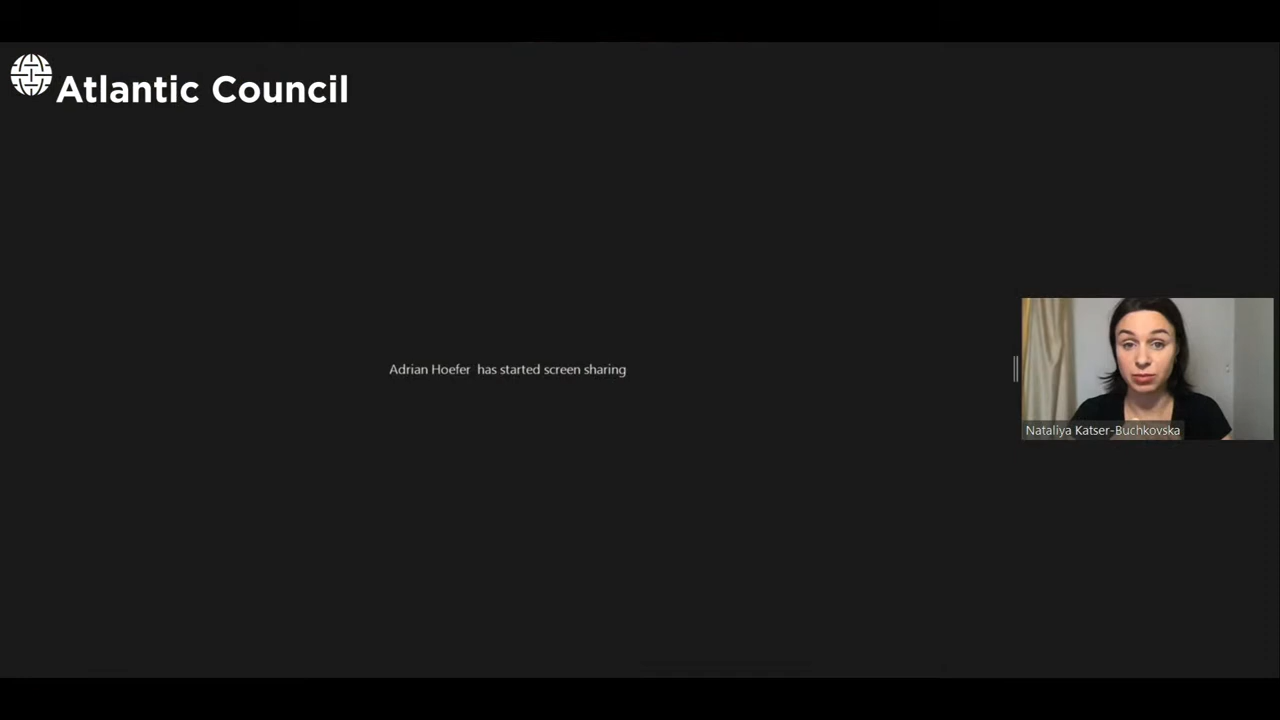 Atlantic Council
Adrian Hoefer has started screen sharing
Nataliya Katser-Buchkovska